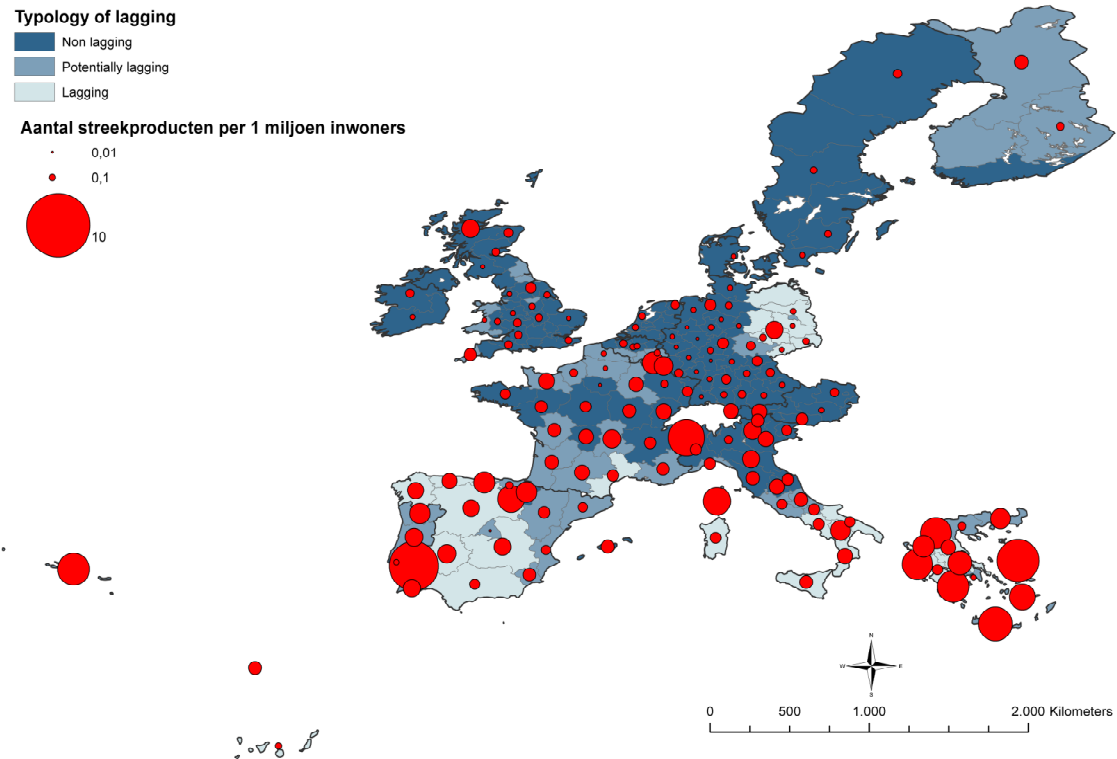 Typology of lagging
Non lagging
Potentially lagging
Lagging
Aantal streekproducten per 1 miljoen inwoners
0,01
0,1
10
N
W E
S
0 500 1.000 2.000 Kilometers